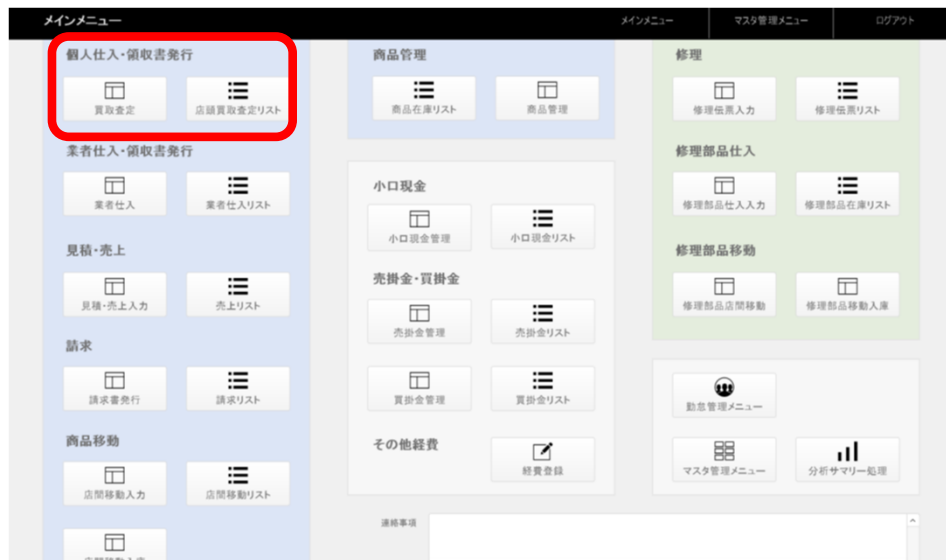 メインメニュー
メインメニュー マスタ管理メニュー ログアウト
個人仕入・領収書発行
買取査定 店頭買取査定リスト
業者仕入・領収書発行
業者仕入 業者仕入リスト
見積・売上
見積・売上入力 売上リスト
請求
請求書発行 請求リスト
商品移動
店間移動入力 店間移動リスト
商品管理
商品在庫リスト 商品管理
小口現金
小口現金管理 小口現金リスト
売掛金・買掛金
売掛金管理 売掛金リスト
買掛金管理 買掛金リスト
その他経費
経費登録
修理
修理伝票入力 修理伝票リスト
修理部品仕入
修理部品仕入入力 修理部品在庫リスト
修理部品移動
修理部品店間移動 修理部品移動入庫
勤怠管理メニュー
マスタ管理メニュー 分析サマリー処理
連絡事項